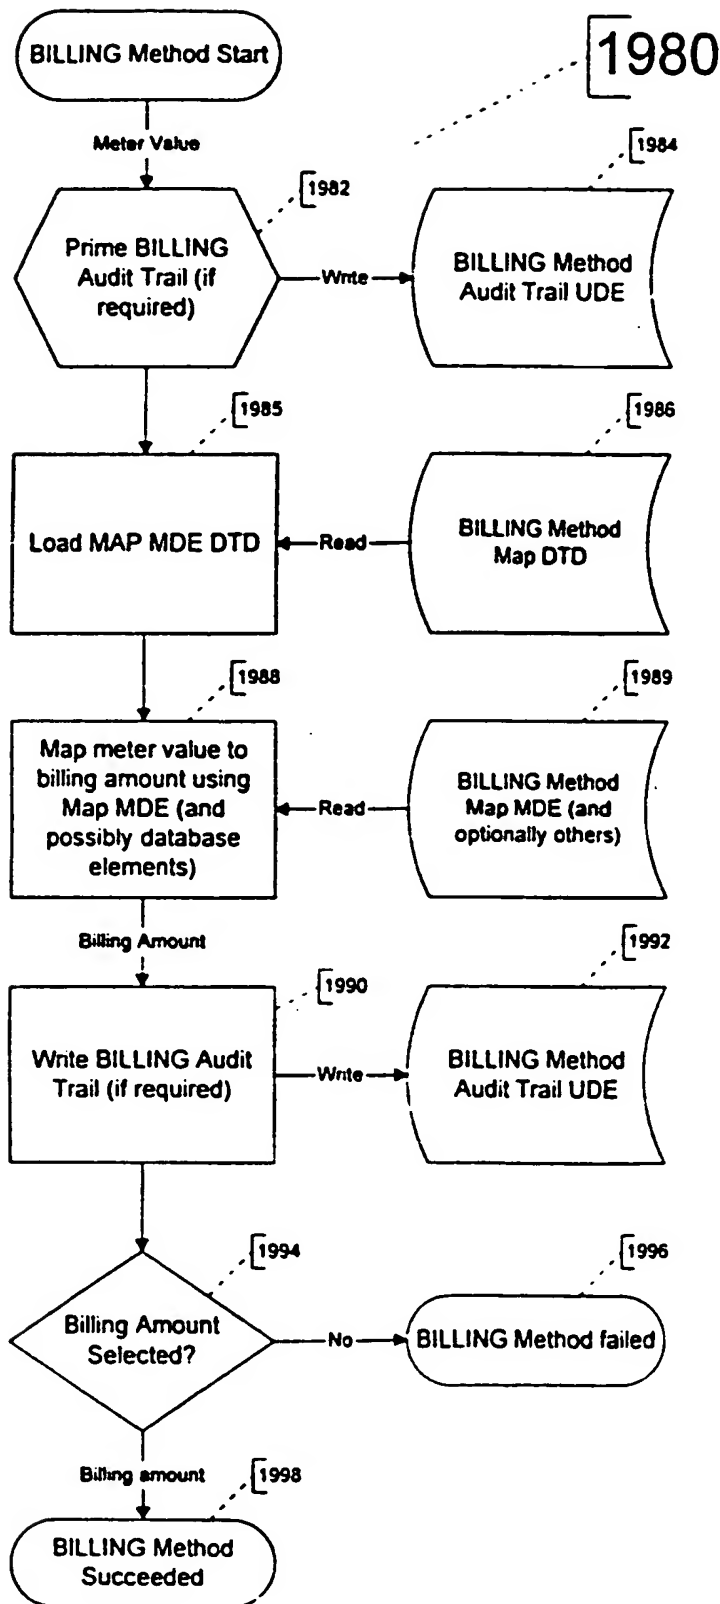 BILLING Method Start
1980
Meter Value
1984
1982
Prime BILLING
Audit Trail (if
required)
Write
BILLING Method
Audit Trail UDE
1985
1986
Load MAP MDE DTD
Read
BILLING Method
Map DTD
1988
1989
Map meter value to
billing amount using
Map MDE (and
possibly database
elements)
Read
BILLING Method
Map MDE (and
optionally others)
Billing Amount
1992
1990
Write BILLING Audit
Trail (if required)
Write
BILLING Method
Audit Trail UDE
1994
1996
Billing Amount
Selected?
No
BILLING Method failed
Billing amount
1998
BILLING Method
Succeeded